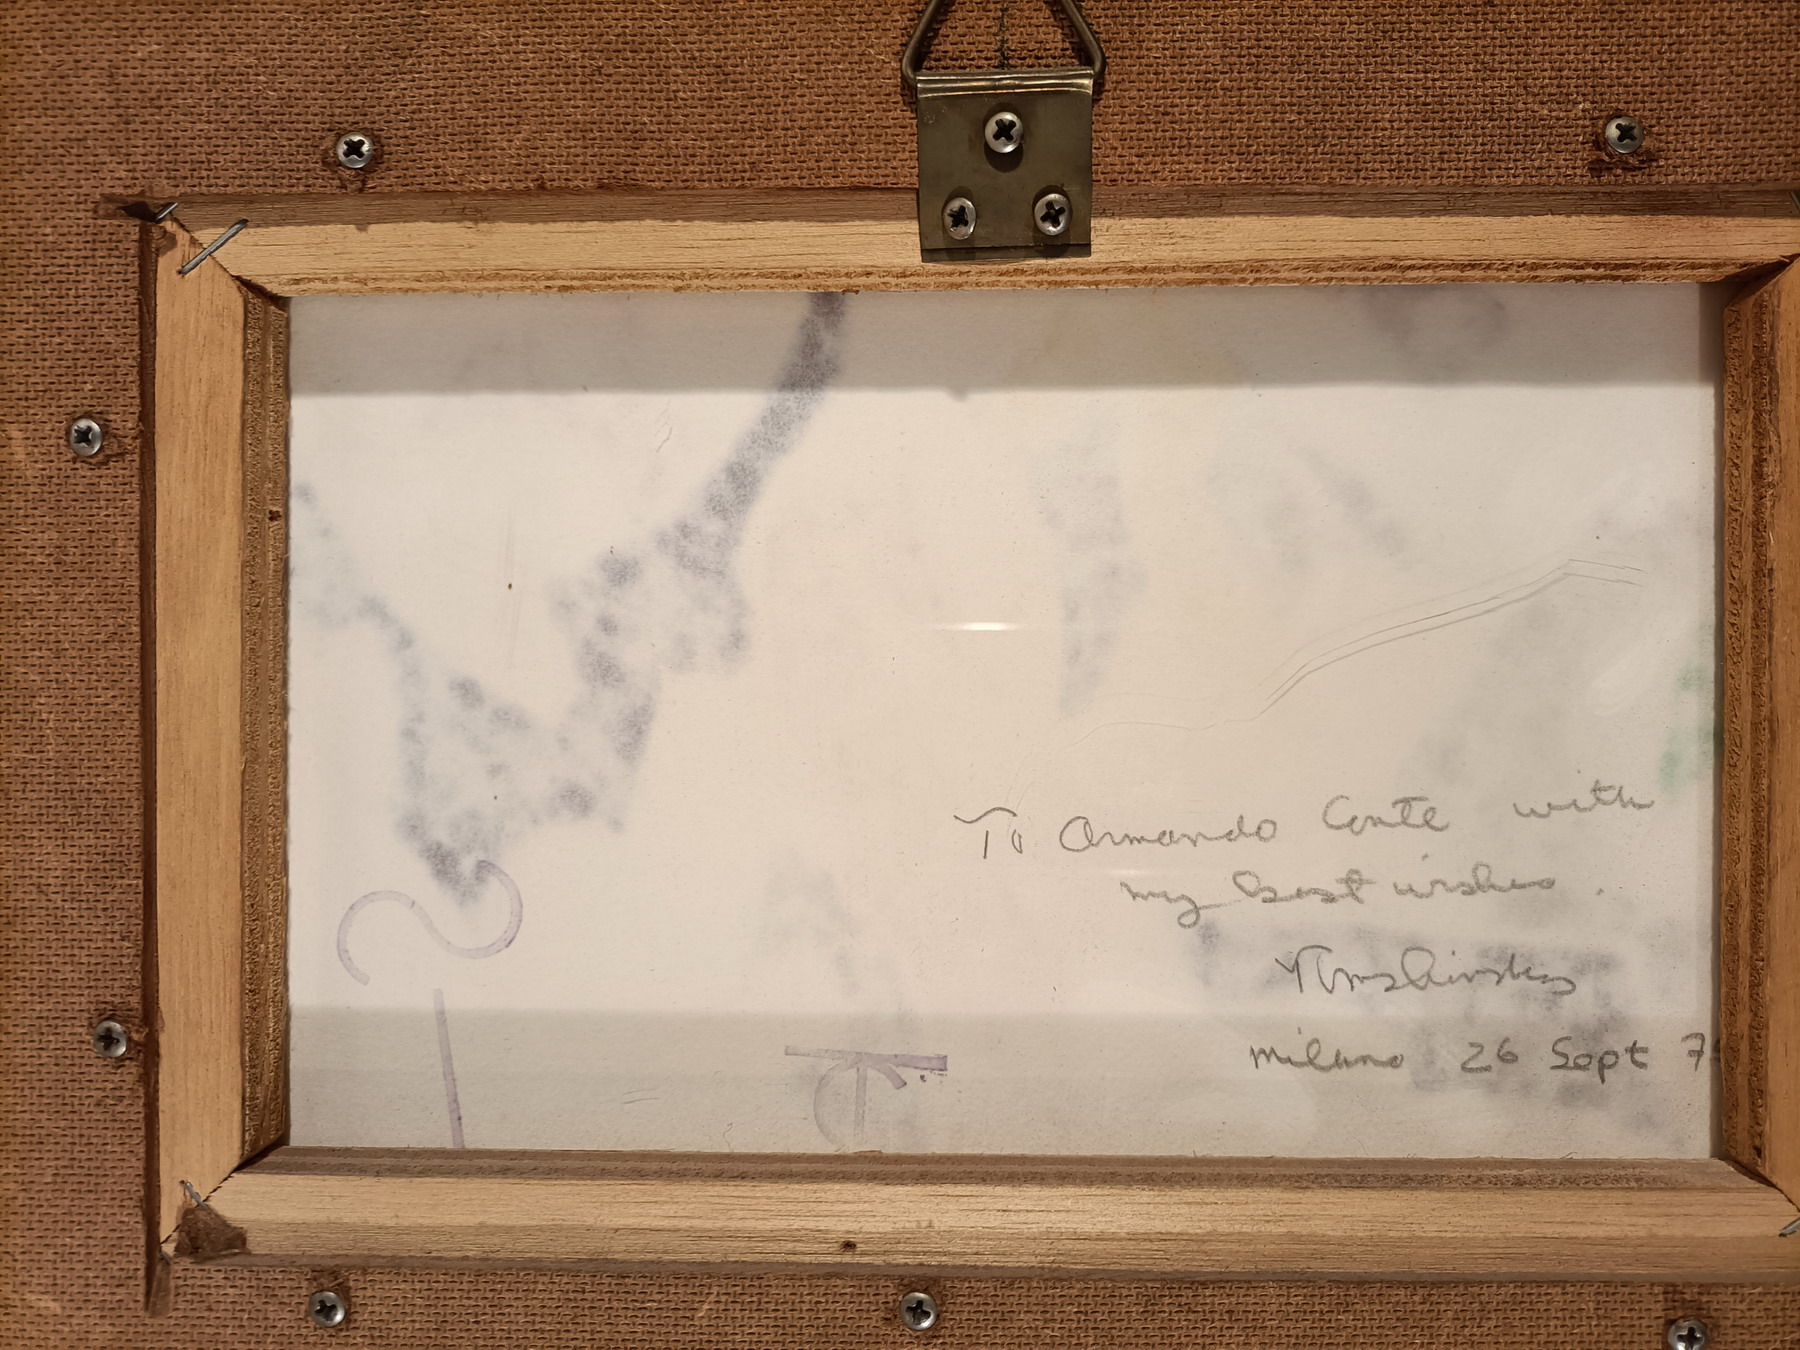 To Armando Conte with
my best wishes.
Milano 26 Sept 7